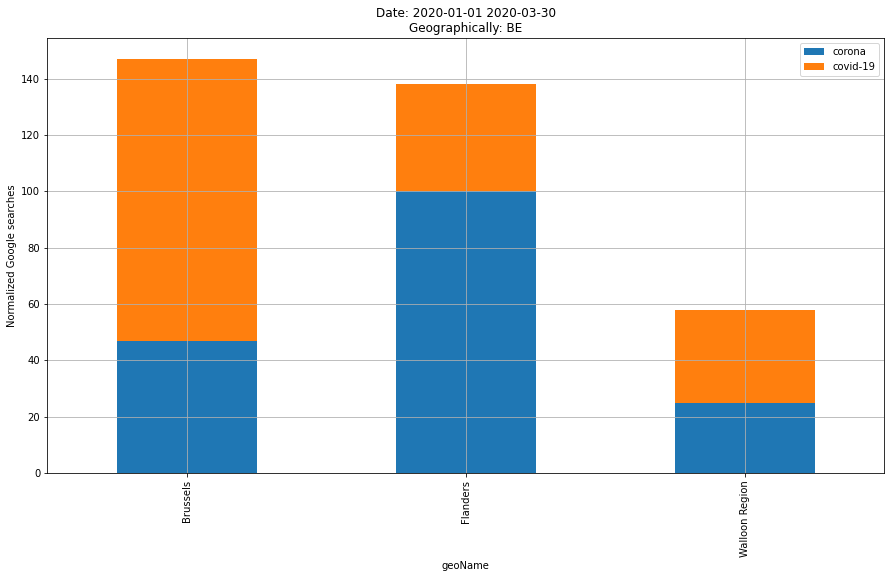 Date: 2020-01-01 2020-03-30
Geographically: BE
corona
covid-19
Normalized Google searches
140
120
100
80
60
40
20
0
Brussels
Flanders
Walloon Region
geoName